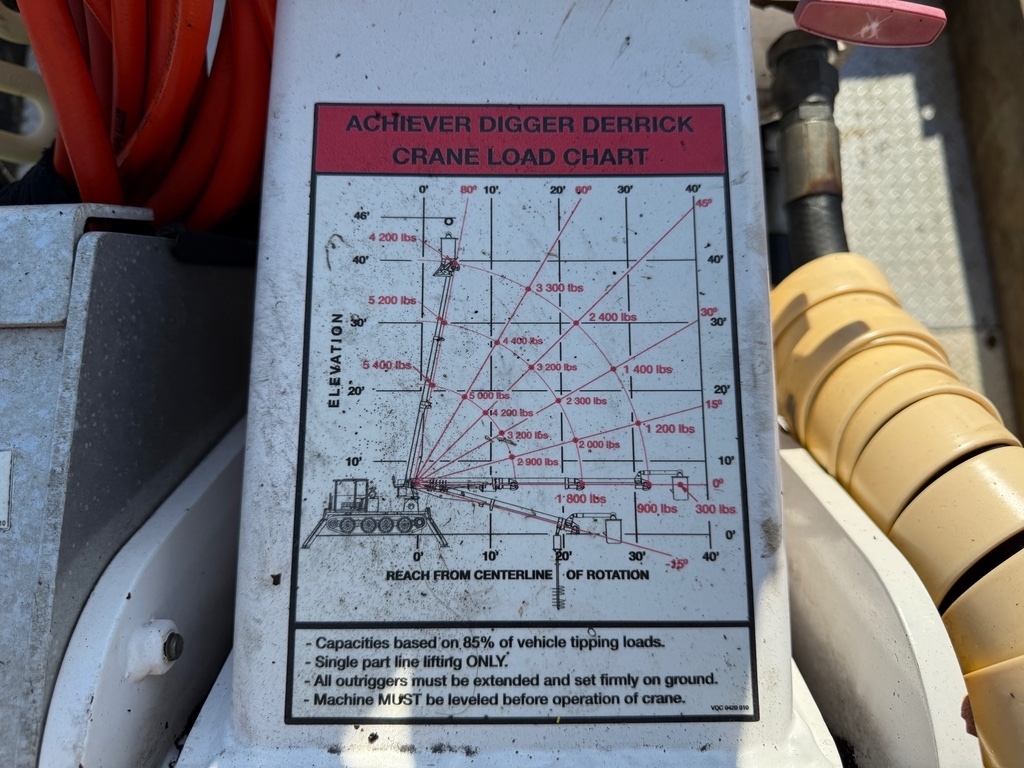 ACHIEVER DIGGER DERRICK
CRANE LOAD CHART
0' 80° 10' 20' 60° 30' 40'
45°
46'
4 200 lbs
40' 40'
3 300 lbs
5 200 lbs
30°
2 400 lbs
30' 30'
ELEVATION
4 400 lbs
5 400 lbs 3 200 lbs 1 400 lbs
20' 20'
5 000 lbs 2 300 lbs
15°
4 200 lbs
1 200 lbs
3 200 lbs
2 000 lbs
10' 2 900 lbs 10'
0°
1 800 lbs
900 lbs 300 lbs
0'
0' 10' 20' 30' 40'
-15°
REACH FROM CENTERLINE OF ROTATION
- Capacities based on 85% of vehicle tipping loads.
- Single part line lifting ONLY.
- All outriggers must be extended and set firmly on ground.
- Machine MUST be leveled before operation of crane.
VQC 0420 010